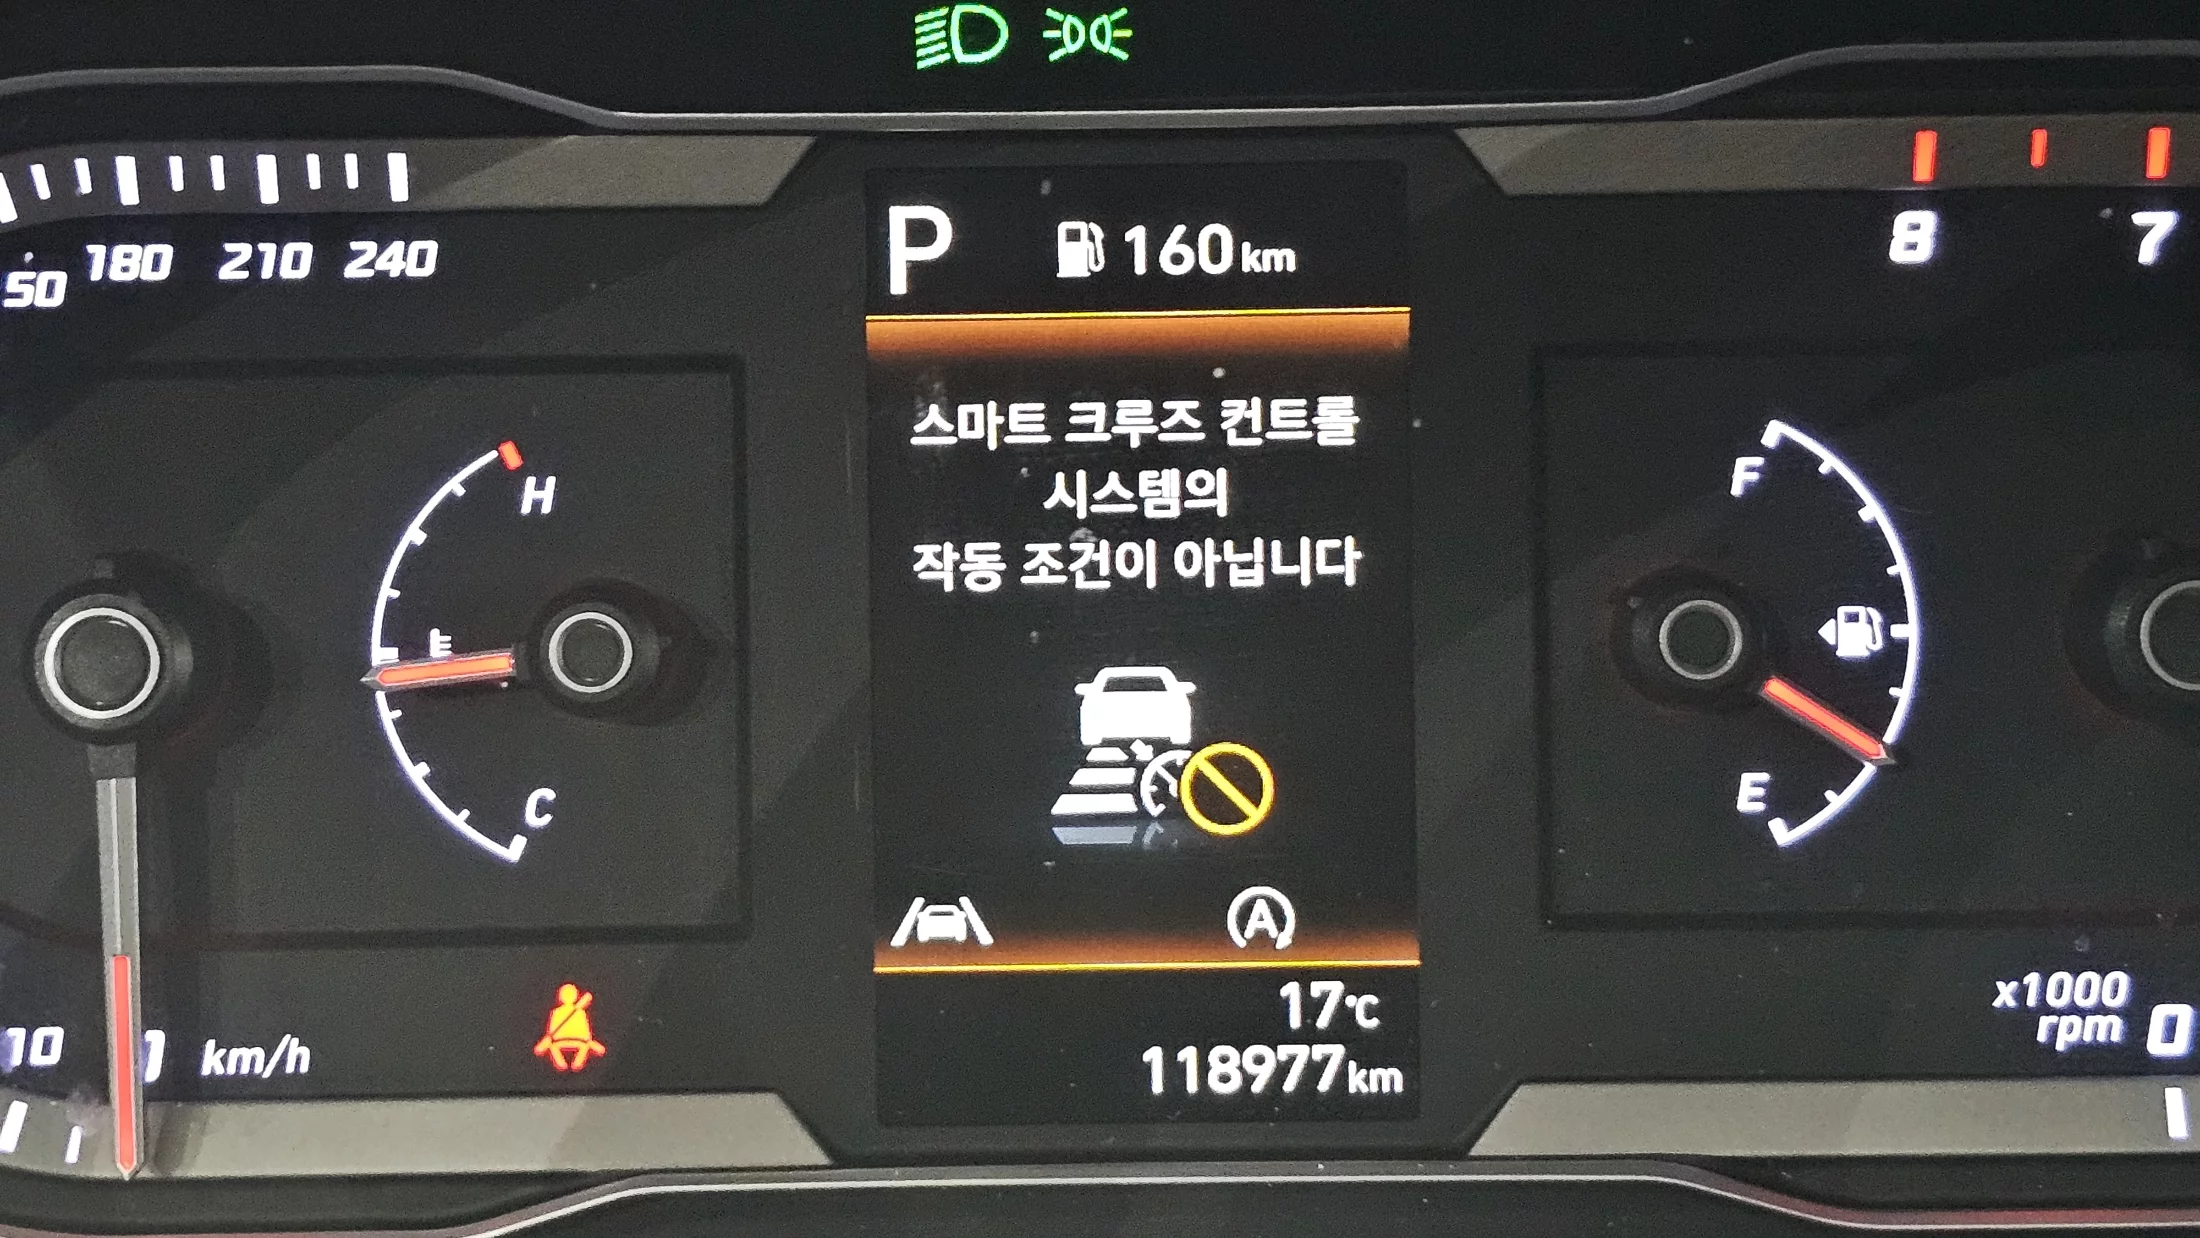 P 160km
50 180 210 240
8 7
스마트 크루즈 컨트롤
시스템의
작동 조건이 아닙니다
H
C
F
E
A
17℃
118977km
km/h
x1000
rpm
0